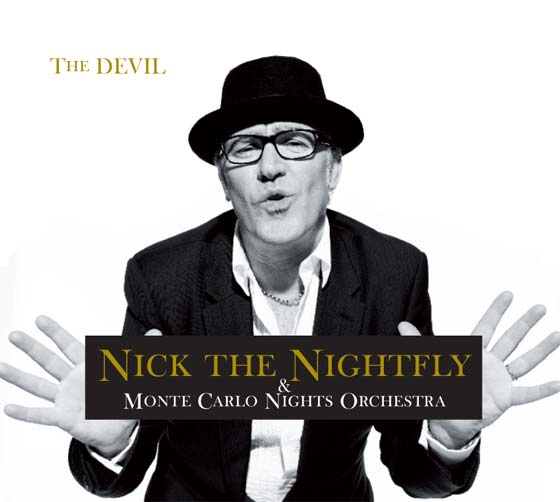 The DEVIL
Nick the Nightfly
&
Monte Carlo Nights Orchestra